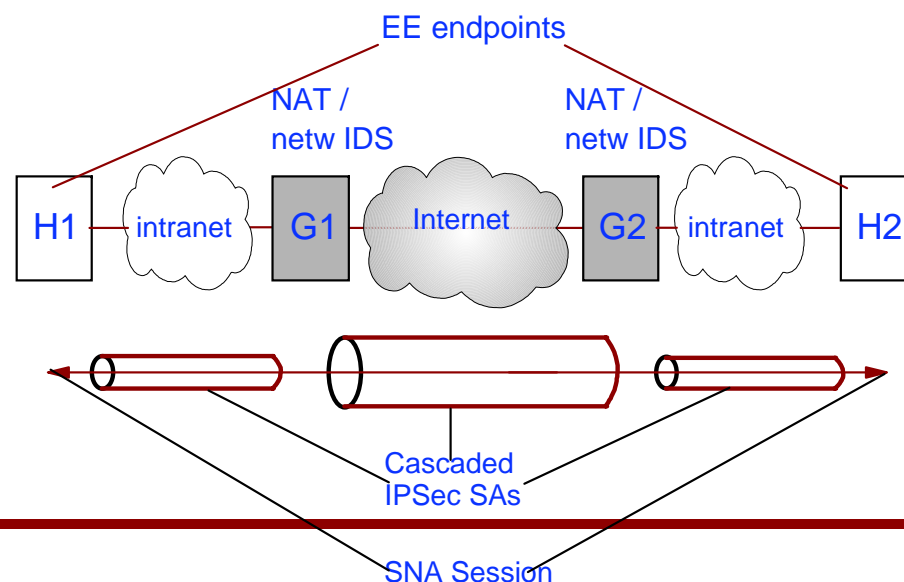 EE endpoints
NAT /
netw IDS
NAT /
netw IDS
H1
intranet
G1
Internet
G2
intranet
H2
Cascaded
IPSec SAs
SNA Session